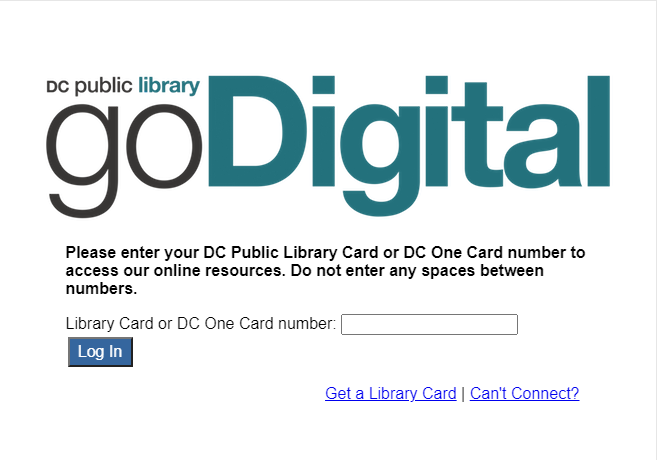 DC public library
goDigital
Please enter your DC Public Library Card or DC One Card number to
access our online resources. Do not enter any spaces between
numbers.
Library Card or DC One Card number:
Log In
Get a Library Card | Can't Connect?